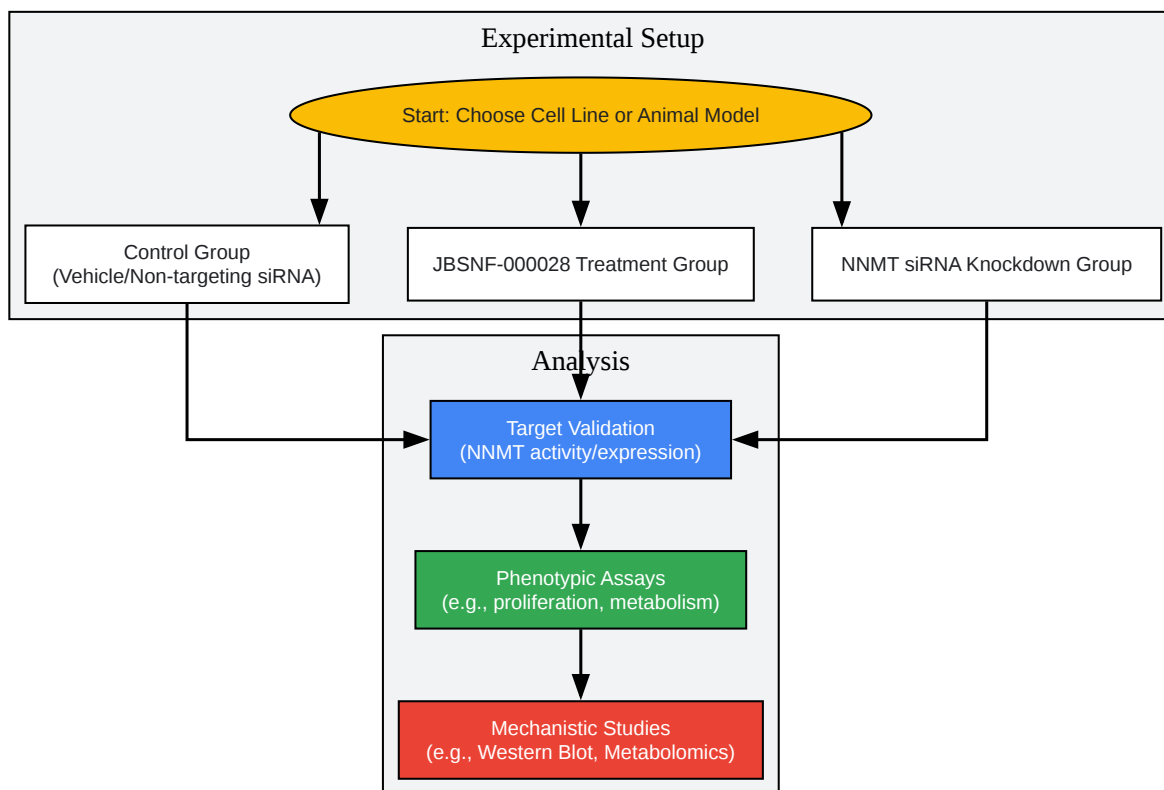 Experimental Setup
Start: Choose Cell Line or Animal Model
Control Group
(Vehicle/Non-targeting siRNA)
JBSNF-000028 Treatment Group
NNMT siRNA Knockdown Group
Analysis
Target Validation
(NNMT activity/expression)
Phenotypic Assays
(e.g., proliferation, metabolism)
Mechanistic Studies
(e.g., Western Blot, Metabolomics)